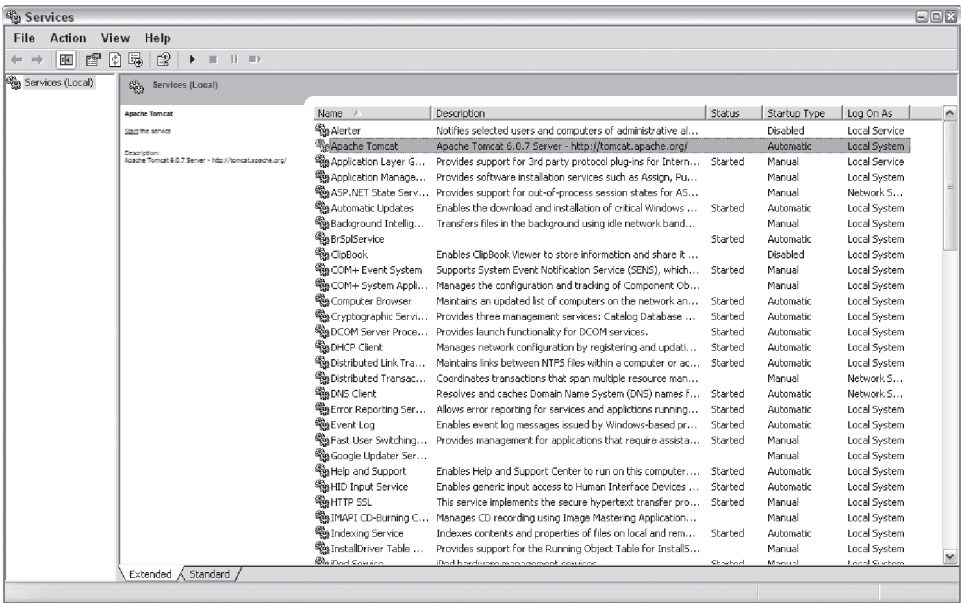 Services
File Action View Help
Services (Local)
Services (Local)
Apache Tomcat
Start the service
Description:
Apache Tomcat 6.0.7 Server - http://tomcat.apache.org/
Name Description Status Startup Type Log On As
Alerter Notifies selected users and computers of administrative al... Disabled Local Service
Apache Tomcat Apache Tomcat 6.0.7 Server - http://tomcat.apache.org/ Automatic Local System
Application Layer G... Provides support for 3rd party protocol plug-ins for Intern... Started Manual Local Service
Application Manage... Provides software installation services such as Assign, Pu... Manual Local System
ASP.NET State Serv... Provides support for out-of-process session states for AS... Manual Network S...
Automatic Updates Enables the download and installation of critical Windows ... Started Automatic Local System
Background Intellig... Transfers files in the background using idle network band... Manual Local System
BrSplService Started Automatic Local System
ClipBook Enables ClipBook Viewer to store information and share it ... Disabled Local System
COM+ Event System Supports System Event Notification Service (SENS), which... Started Manual Local System
COM+ System Appli... Manages the configuration and tracking of Component Ob... Manual Local System
Computer Browser Maintains an updated list of computers on the network an... Started Automatic Local System
Cryptographic Servi... Provides three management services: Catalog Database ... Started Automatic Local System
DCOM Server Proce... Provides launch functionality for DCOM services. Started Automatic Local System
DHCP Client Manages network configuration by registering and updati... Started Automatic Local System
Distributed Link Tra... Maintains links between NTFS files within a computer or ac... Started Automatic Local System
Distributed Transac... Coordinates transactions that span multiple resource man... Manual Network S...
DNS Client Resolves and caches Domain Name System (DNS) names f... Started Automatic Network S...
Error Reporting Ser... Allows error reporting for services and applictions running... Started Automatic Local System
Event Log Enables event log messages issued by Windows-based pr... Started Automatic Local System
Fast User Switching... Provides management for applications that require assista... Started Manual Local System
Google Updater Ser... Manual Local System
Help and Support Enables Help and Support Center to run on this computer.... Started Automatic Local System
HID Input Service Enables generic input access to Human Interface Devices ... Started Automatic Local System
HTTP SSL This service implements the secure hypertext transfer pro... Started Manual Local System
IMAPI CD-Burning C... Manages CD recording using Image Mastering Application... Manual Local System
Indexing Service Indexes contents and properties of files on local and rem... Started Automatic Local System
InstallDriver Table ... Provides support for the Running Object Table for InstallS... Manual Local System
iPod Service iPod hardware management services Started Manual Local System
Extended Standard